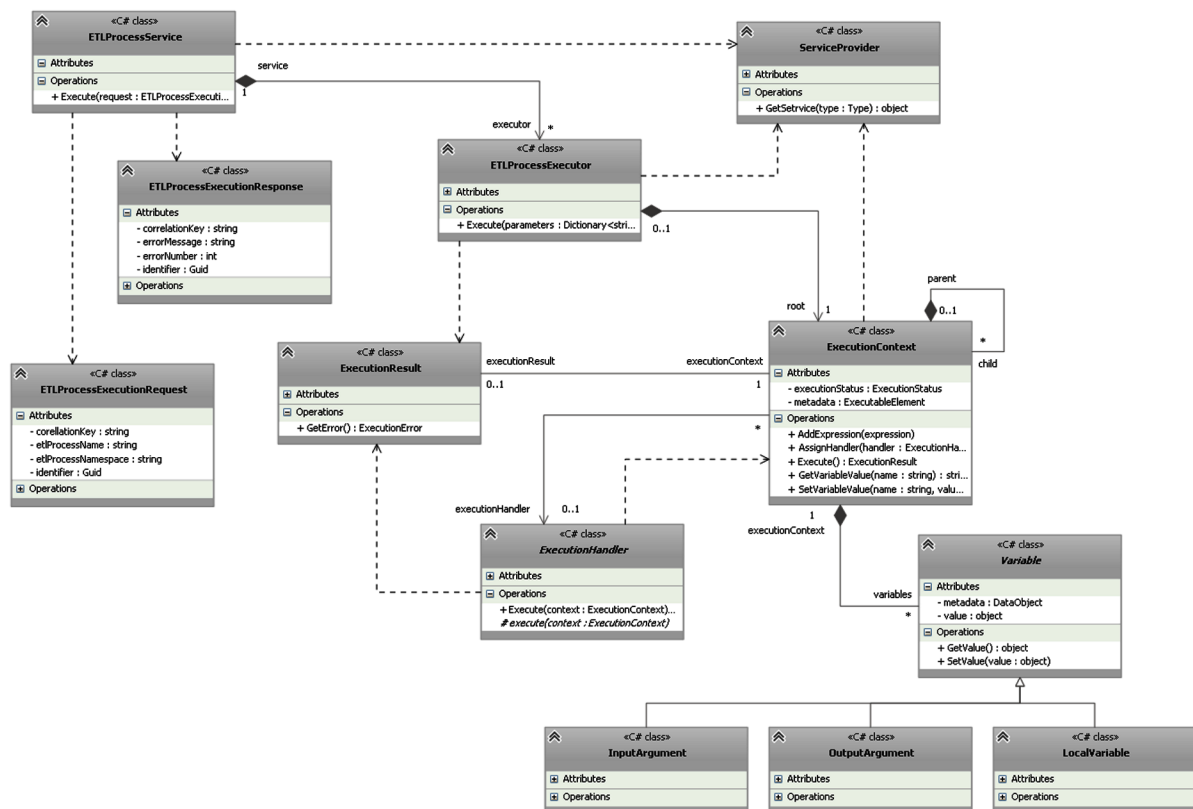 «C# class»
ETLProcessService
Attributes
Operations
+ Execute(request : ETLProcessExecuti...
service
1
executor
*
«C# class»
ServiceProvider
Attributes
Operations
+ GetSetrvice(type : Type) : object
«C# class»
ETLProcessExecutor
Attributes
Operations
+ Execute(parameters : Dictionary<stri...
0..1
root
1
«C# class»
ETLProcessExecutionResponse
Attributes
- correlationKey : string
- errorMessage : string
- errorNumber : int
- identifier : Guid
Operations
parent
0..1
*
child
«C# class»
ExecutionContext
Attributes
- executionStatus : ExecutionStatus
- metadata : ExecutableElement
Operations
+ AddExpression(expression)
+ AssignHandler(handler : ExecutionHa...
+ Execute() : ExecutionResult
+ GetVariableValue(name : string) : stri...
+ SetVariableValue(name : string, valu...
«C# class»
ExecutionResult
Attributes
Operations
+ GetError() : ExecutionError
executionResult
0..1
executionContext
1
«C# class»
ETLProcessExecutionRequest
Attributes
- corellationKey : string
- etlProcessName : string
- etlProcessNamespace : string
- identifier : Guid
Operations
*
executionHandler
0..1
«C# class»
ExecutionHandler
Attributes
Operations
+ Execute(context : ExecutionContext)...
# execute(context : ExecutionContext)
1
executionContext
variables
*
«C# class»
Variable
Attributes
- metadata : DataObject
- value : object
Operations
+ GetValue() : object
+ SetValue(value : object)
«C# class»
InputArgument
Attributes
Operations
«C# class»
OutputArgument
Attributes
Operations
«C# class»
LocalVariable
Attributes
Operations